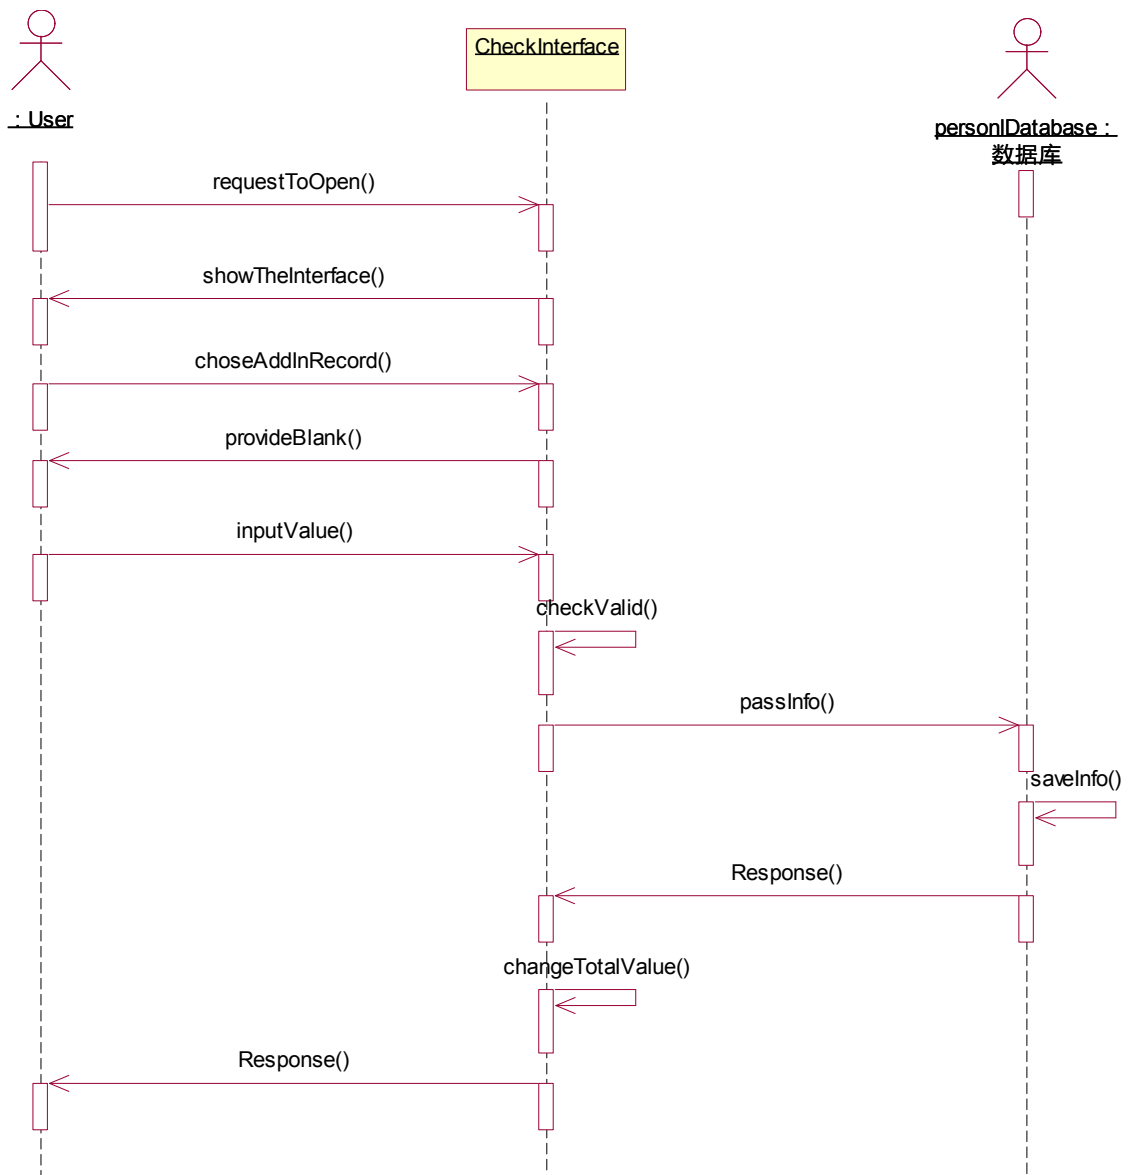 : User
CheckInterface
personlDatabase :
数据库
requestToOpen()
showTheInterface()
choseAddInRecord()
provideBlank()
inputValue()
checkValid()
passInfo()
saveInfo()
Response()
changeTotalValue()
Response()